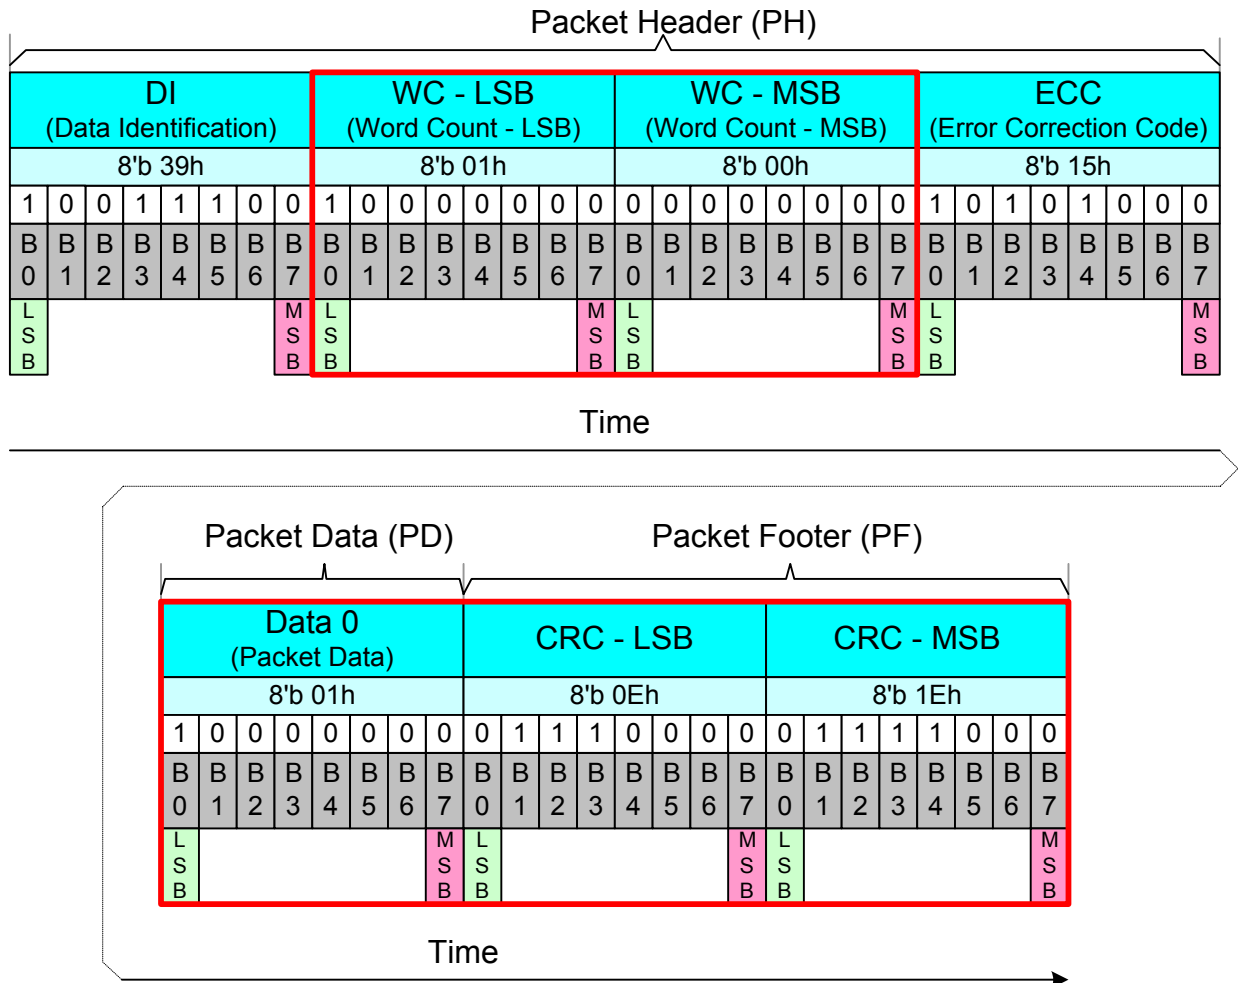 Packet Header (PH)
DI WC - LSB WC - MSB ECC
(Data Identification) (Word Count - LSB) (Word Count - MSB) (Error Correction Code)
8'b 39h 8'b 01h 8'b 00h 8'b 15h
1 0 0 1 1 1 0 0 1 0 0 0 0 0 0 0 0 0 0 0 0 0 0 0 1 0 1 0 1 0 0 0
B B B B B B B B B B B B B B B B B B B B B B B B B B B B B B B B
0 1 2 3 4 5 6 7 0 1 2 3 4 5 6 7 0 1 2 3 4 5 6 7 0 1 2 3 4 5 6 7
L M L M L M L M
S S S S S S S S
B B B B B B B B
Time
Packet Data (PD) Packet Footer (PF)
Data 0 CRC - LSB CRC - MSB
(Packet Data)
8'b 01h 8'b 0Eh 8'b 1Eh
1 0 0 0 0 0 0 0 0 1 1 1 0 0 0 0 0 1 1 1 1 0 0 0
B B B B B B B B B B B B B B B B B B B B B B B B
0 1 2 3 4 5 6 7 0 1 2 3 4 5 6 7 0 1 2 3 4 5 6 7
L M L M L M
S S S S S S
B B B B B B
Time